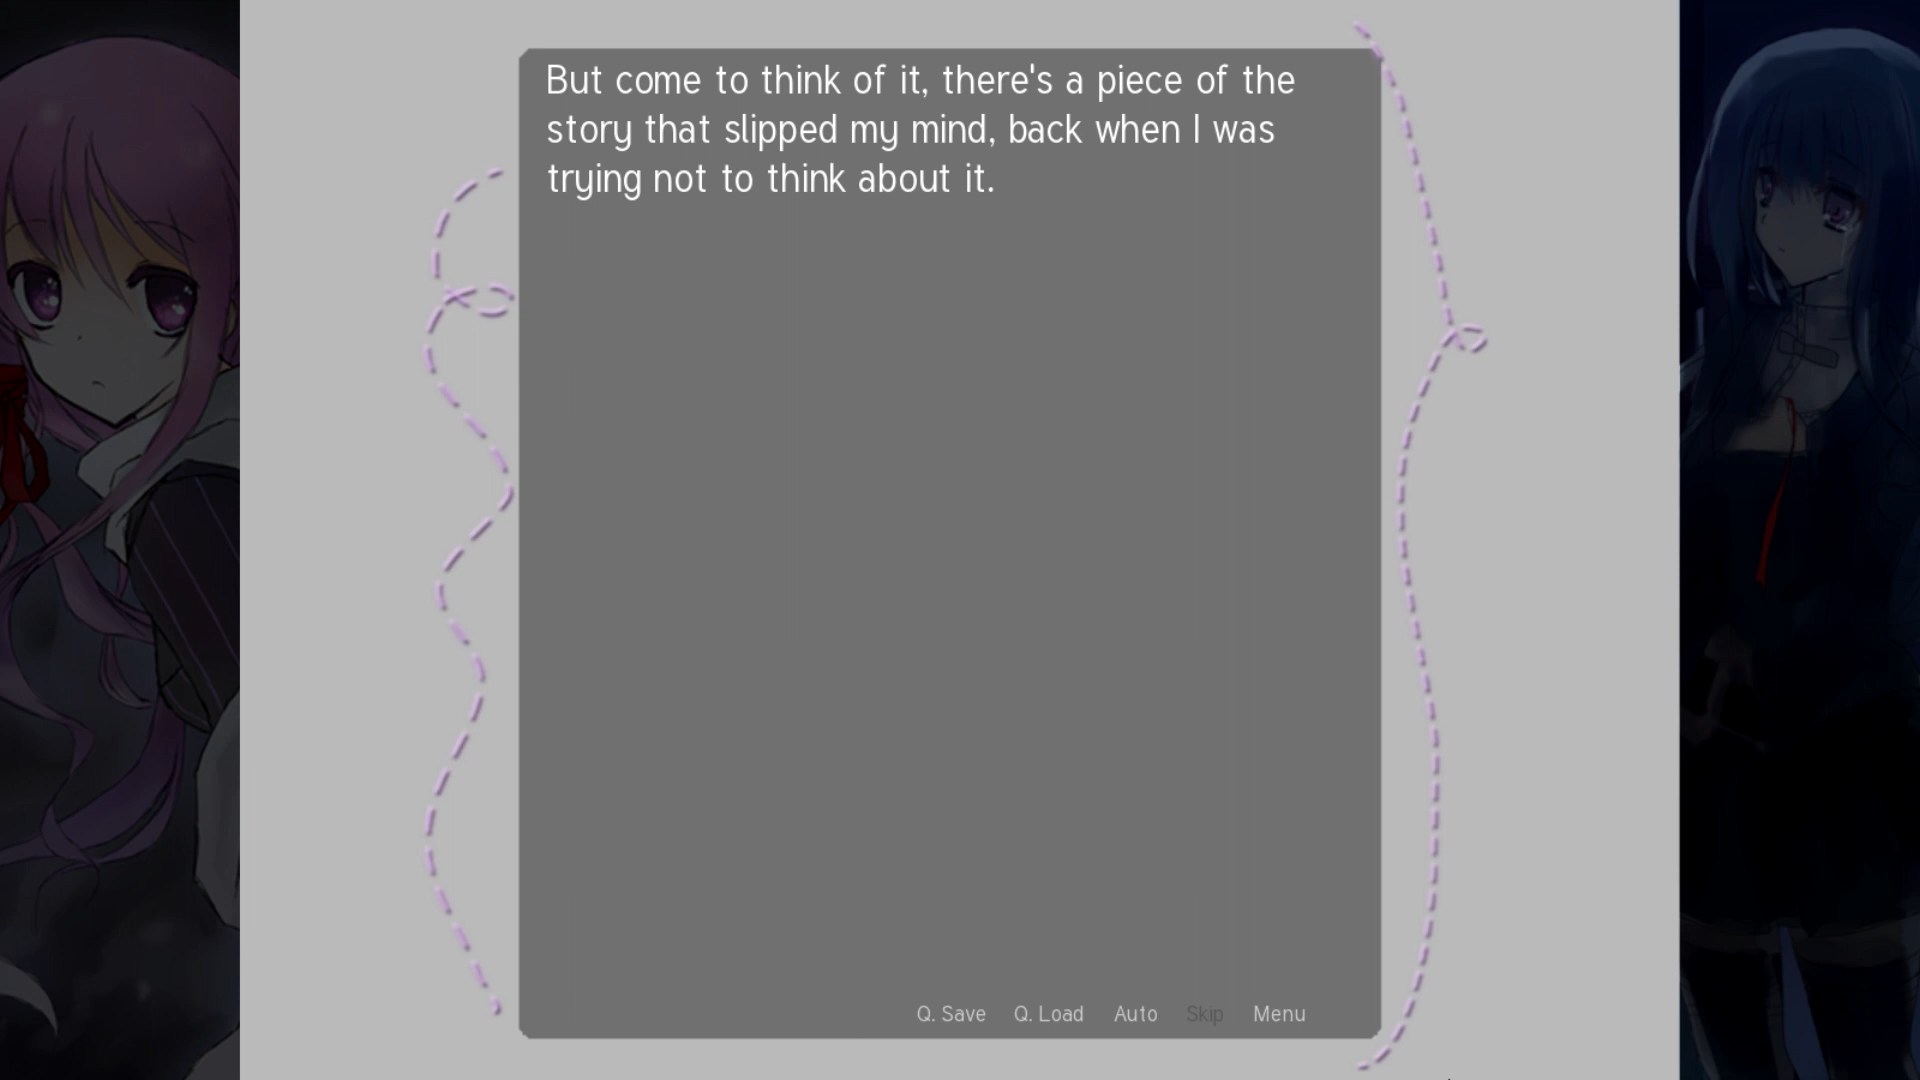 But come to think of it, there's a piece of the
story that slipped my mind, back when I was
trying not to think about it.
Q. Save Q. Load Auto Skip Menu